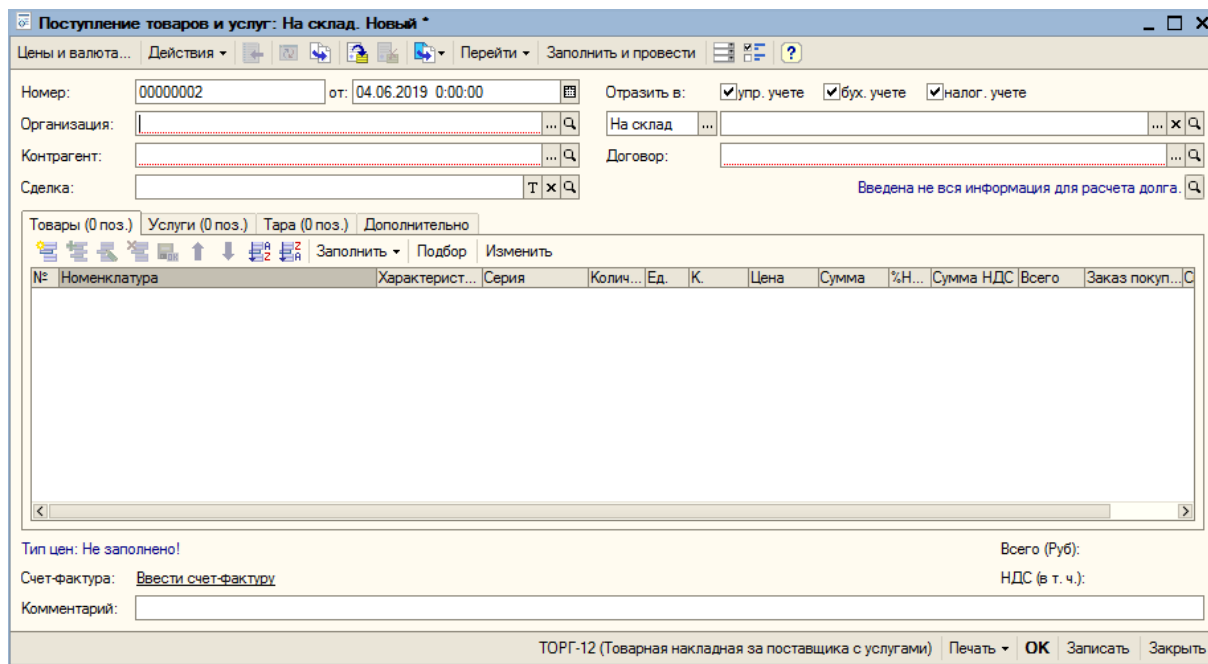 Поступление товаров и услуг: На склад. Новый *
Цены и валюта... Действия Перейти Заполнить и провести
Номер: 00000002 от: 04.06.2019 0:00:00 Отразить в: упр. учете бух. учете налог. учете
Организация: На склад
Контрагент: Договор:
Сделка: Введена не вся информация для расчета долга.
Товары (0 поз.) Услуги (0 поз.) Тара (0 поз.) Дополнительно
Заполнить Подбор Изменить
№ Номенклатура Характерист... Серия Колич... Ед. К. Цена Сумма %Н... Сумма НДС Всего Заказ покуп... С
Тип цен: Не заполнено! Всего (Руб):
Счет-фактура: Ввести счет-фактуру НДС (в т. ч.):
Комментарий:
ТОРГ-12 (Товарная накладная за поставщика с услугами) Печать OK Записать Закрыть